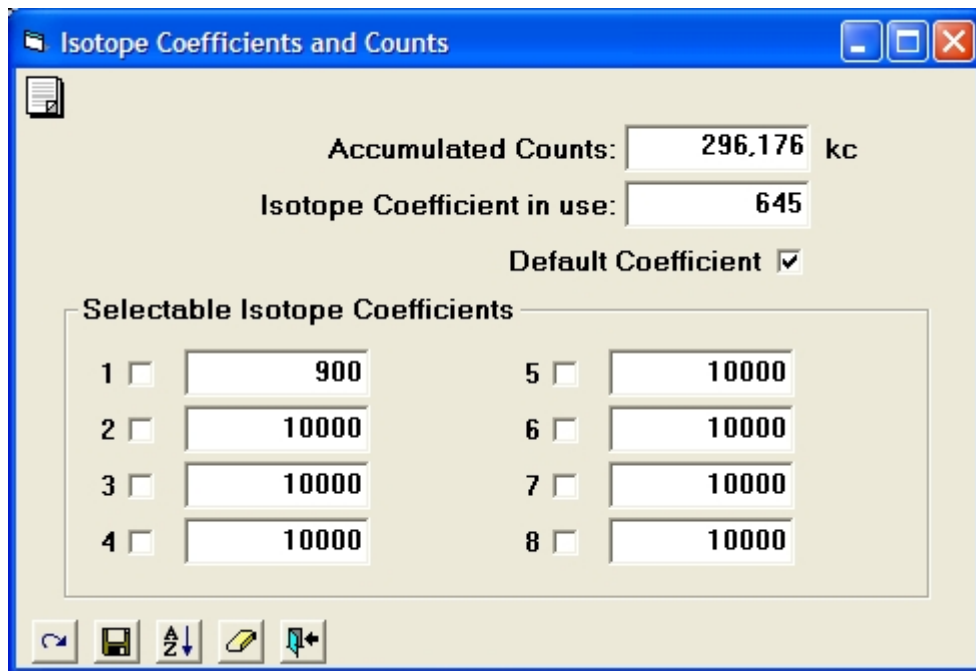 Isotope Coefficients and Counts
Accumulated Counts: 296,176 kc
Isotope Coefficient in use: 645
Default Coefficient
Selectable Isotope Coefficients
1 900 5 10000
2 10000 6 10000
3 10000 7 10000
4 10000 8 10000
A
Z